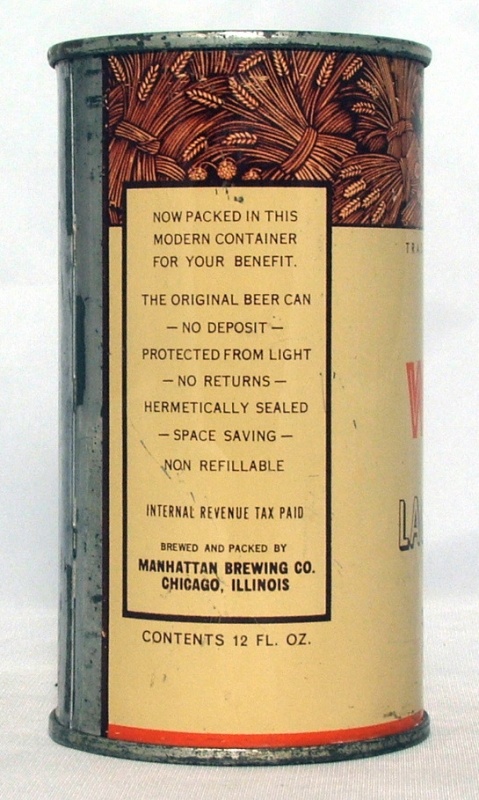 NOW PACKED IN THIS
MODERN CONTAINER
FOR YOUR BENEFIT.
THE ORIGINAL BEER CAN
— NO DEPOSIT —
PROTECTED FROM LIGHT
— NO RETURNS —
HERMETICALLY SEALED
— SPACE SAVING —
NON REFILLABLE
INTERNAL REVENUE TAX PAID
BREWED AND PACKED BY
MANHATTAN BREWING CO.
CHICAGO, ILLINOIS
CONTENTS 12 FL. OZ.